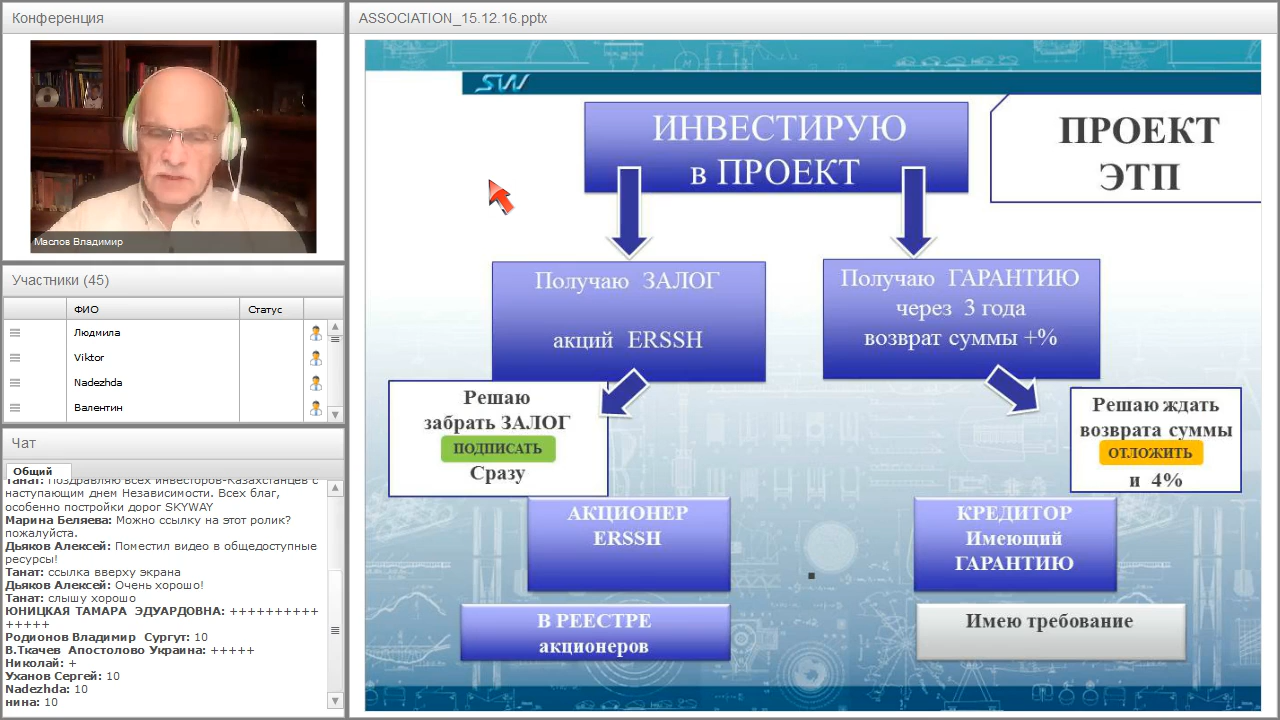 Конференция
Маслов Владимир
Участники (45)
ФИО
Статус
Людмила
Viktor
Nadezhda
Валентин
Чат
Общий
Танат: Поздравляю всех инвесторов-Казахстанцев с
наступающим днем Независимости. Всех благ,
особенно постройки дорог SKYWAY
Марина Беляева: Можно ссылку на этот ролик?
пожалуйста.
Дьяков Алексей: Поместил видео в общедоступные
ресурсы!
Танат: ссылка вверху экрана
Дьяков Алексей: Очень хорошо!
Танат: слышу хорошо
ЮНИЦКАЯ ТАМАРА ЭДУАРДОВНА: ++++++++++
+++++
Родионов Владимир Сургут: 10
В.Ткачев Апостолово Украина: +++++
Николай: +
Уханов Сергей: 10
Nadezhda: 10
нина: 10
ASSOCIATION_15.12.16.pptx
SW
ИНВЕСТИРУЮ
в ПРОЕКТ
ПРОЕКТ
ЭТП
Получаю ЗАЛОГ
акций ERSSH
Получаю ГАРАНТИЮ
через 3 года
возврат суммы +%
Решаю
забрать ЗАЛОГ
ПОДПИСАТЬ
Сразу
Решаю ждать
возврата суммы
ОТЛОЖИТЬ
и 4%
АКЦИОНЕР
ERSSH
КРЕДИТОР
Имеющий
ГАРАНТИЮ
В РЕЕСТРЕ
акционеров
Имею требование